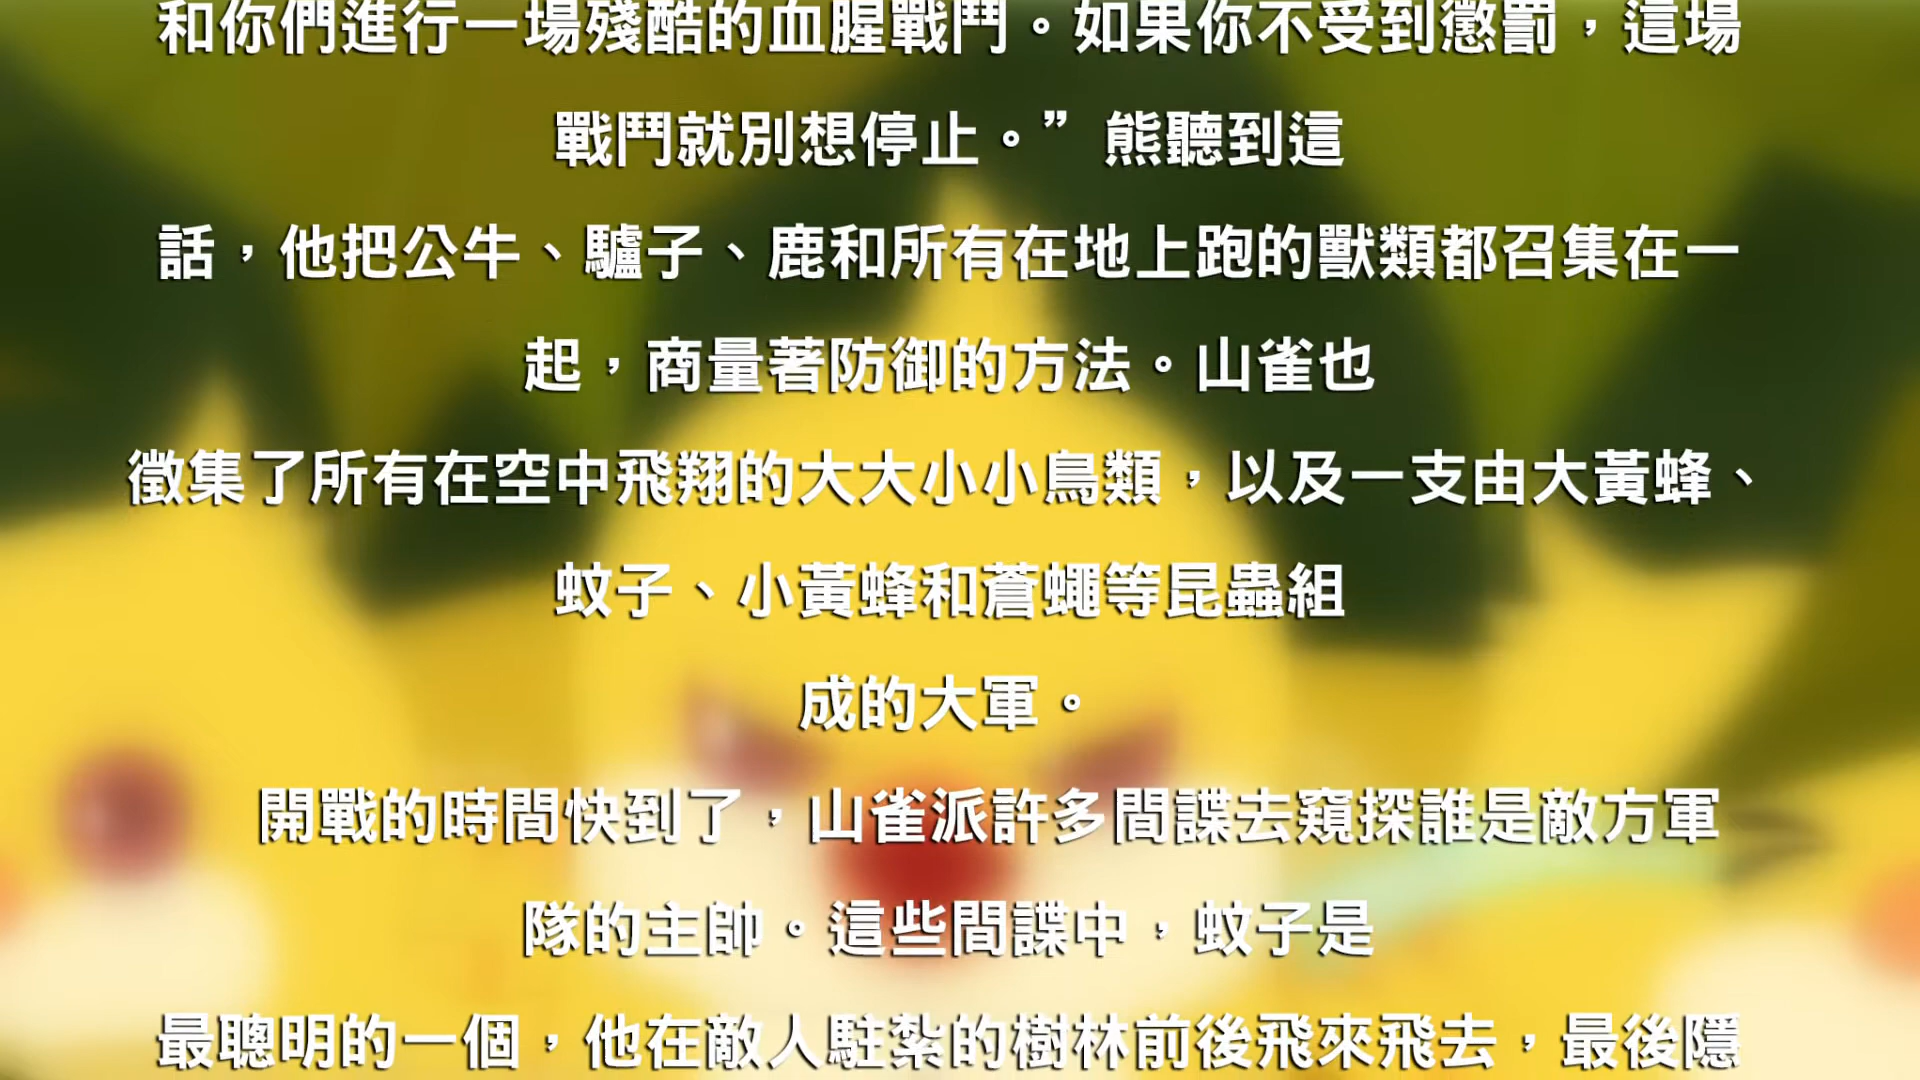 和你們進行一場殘酷的血腥戰鬥。如果你不受到懲罰，這場
戰鬥就別想停止。”熊聽到這
話，他把公牛、驢子、鹿和所有在地上跑的獸類都召集在一
起，商量著防御的方法。山雀也
徵集了所有在空中飛翔的大大小小鳥類，以及一支由大黃蜂、
蚊子、小黃蜂和蒼蠅等昆蟲組
成的大軍。
開戰的時間快到了，山雀派許多間諜去窺探誰是敵方軍
隊的主帥。這些間諜中，蚊子是
最聰明的一個，他在敵人駐紮的樹林前後飛來飛去，最後隱